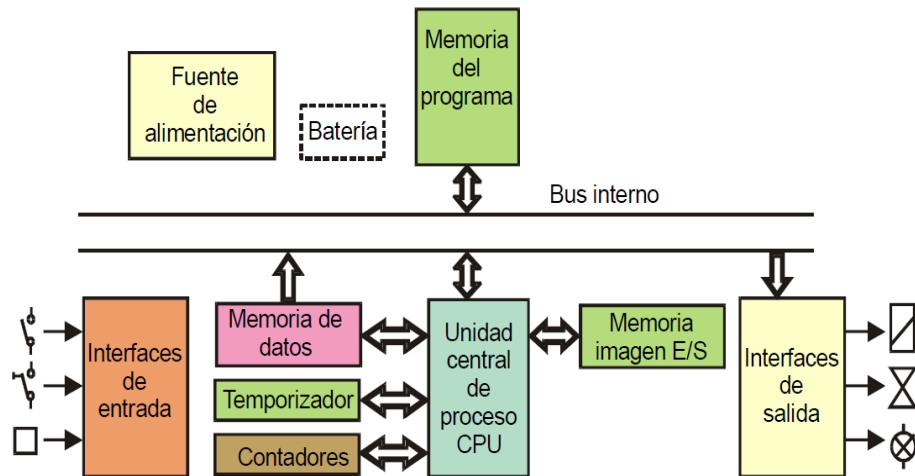 Memoria
del
programa
Fuente
de
alimentación
Batería
Bus interno
Interfaces
de
entrada
Memoria de
datos
Temporizador
Contadores
Unidad
central
de
proceso
CPU
Memoria
imagen E/S
Interfaces
de
salida